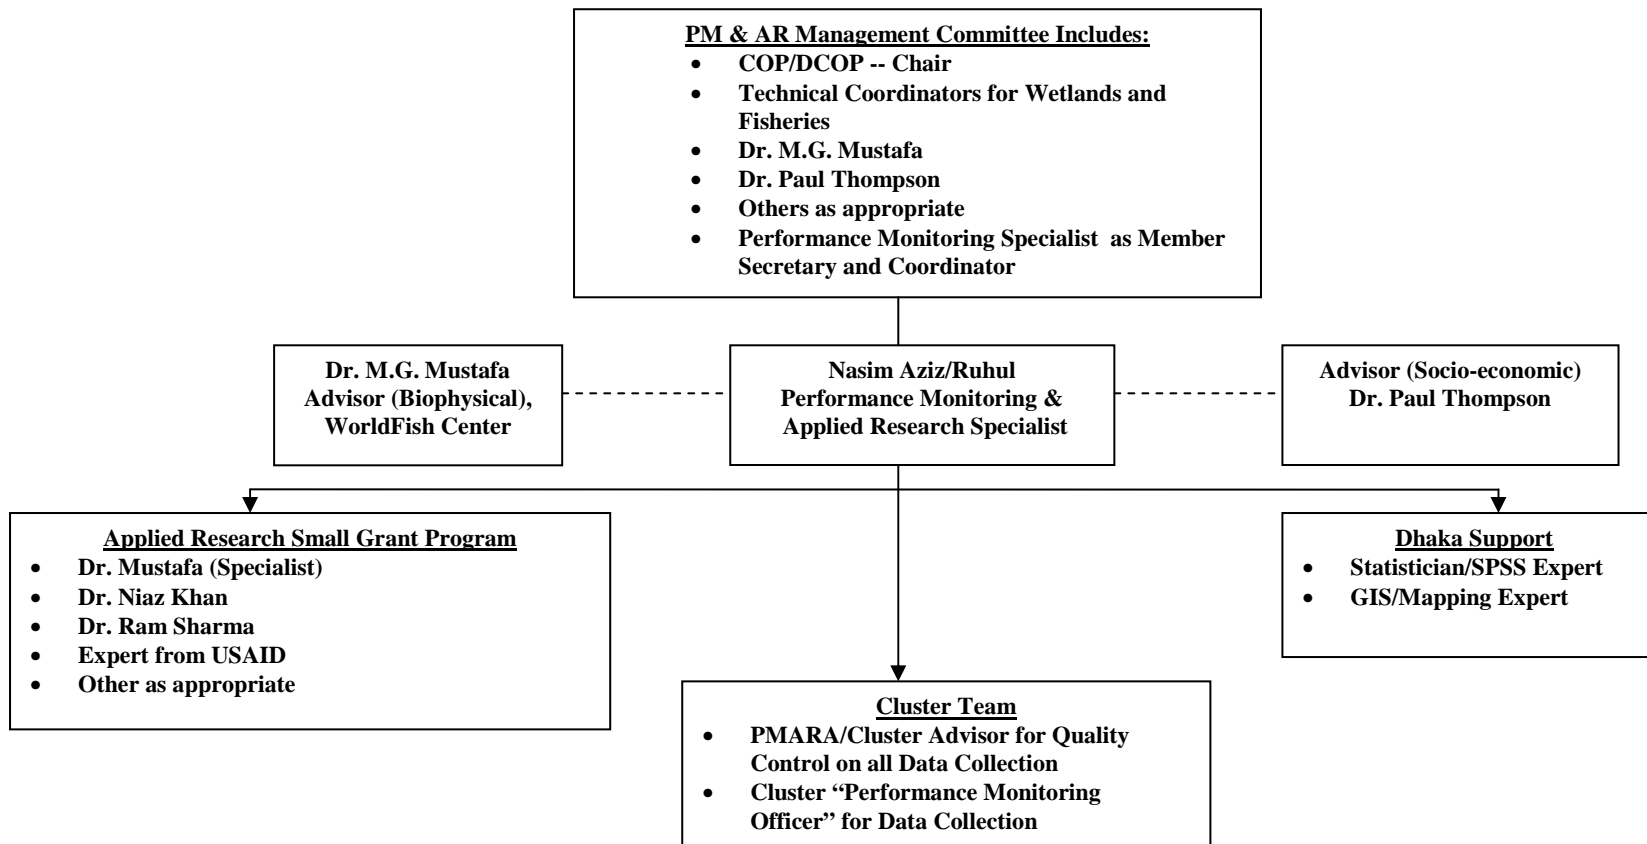 PM & AR Management Committee Includes:
• COP/DCOP -- Chair
• Technical Coordinators for Wetlands and
Fisheries
• Dr. M.G. Mustafa
• Dr. Paul Thompson
• Others as appropriate
• Performance Monitoring Specialist as Member
Secretary and Coordinator
Dr. M.G. Mustafa
Advisor (Biophysical),
WorldFish Center
Nasim Aziz/Ruhul
Performance Monitoring &
Applied Research Specialist
Advisor (Socio-economic)
Dr. Paul Thompson
Applied Research Small Grant Program
• Dr. Mustafa (Specialist)
• Dr. Niaz Khan
• Dr. Ram Sharma
• Expert from USAID
• Other as appropriate
Cluster Team
• PMARA/Cluster Advisor for Quality
Control on all Data Collection
• Cluster “Performance Monitoring
Officer” for Data Collection
Dhaka Support
• Statistician/SPSS Expert
• GIS/Mapping Expert